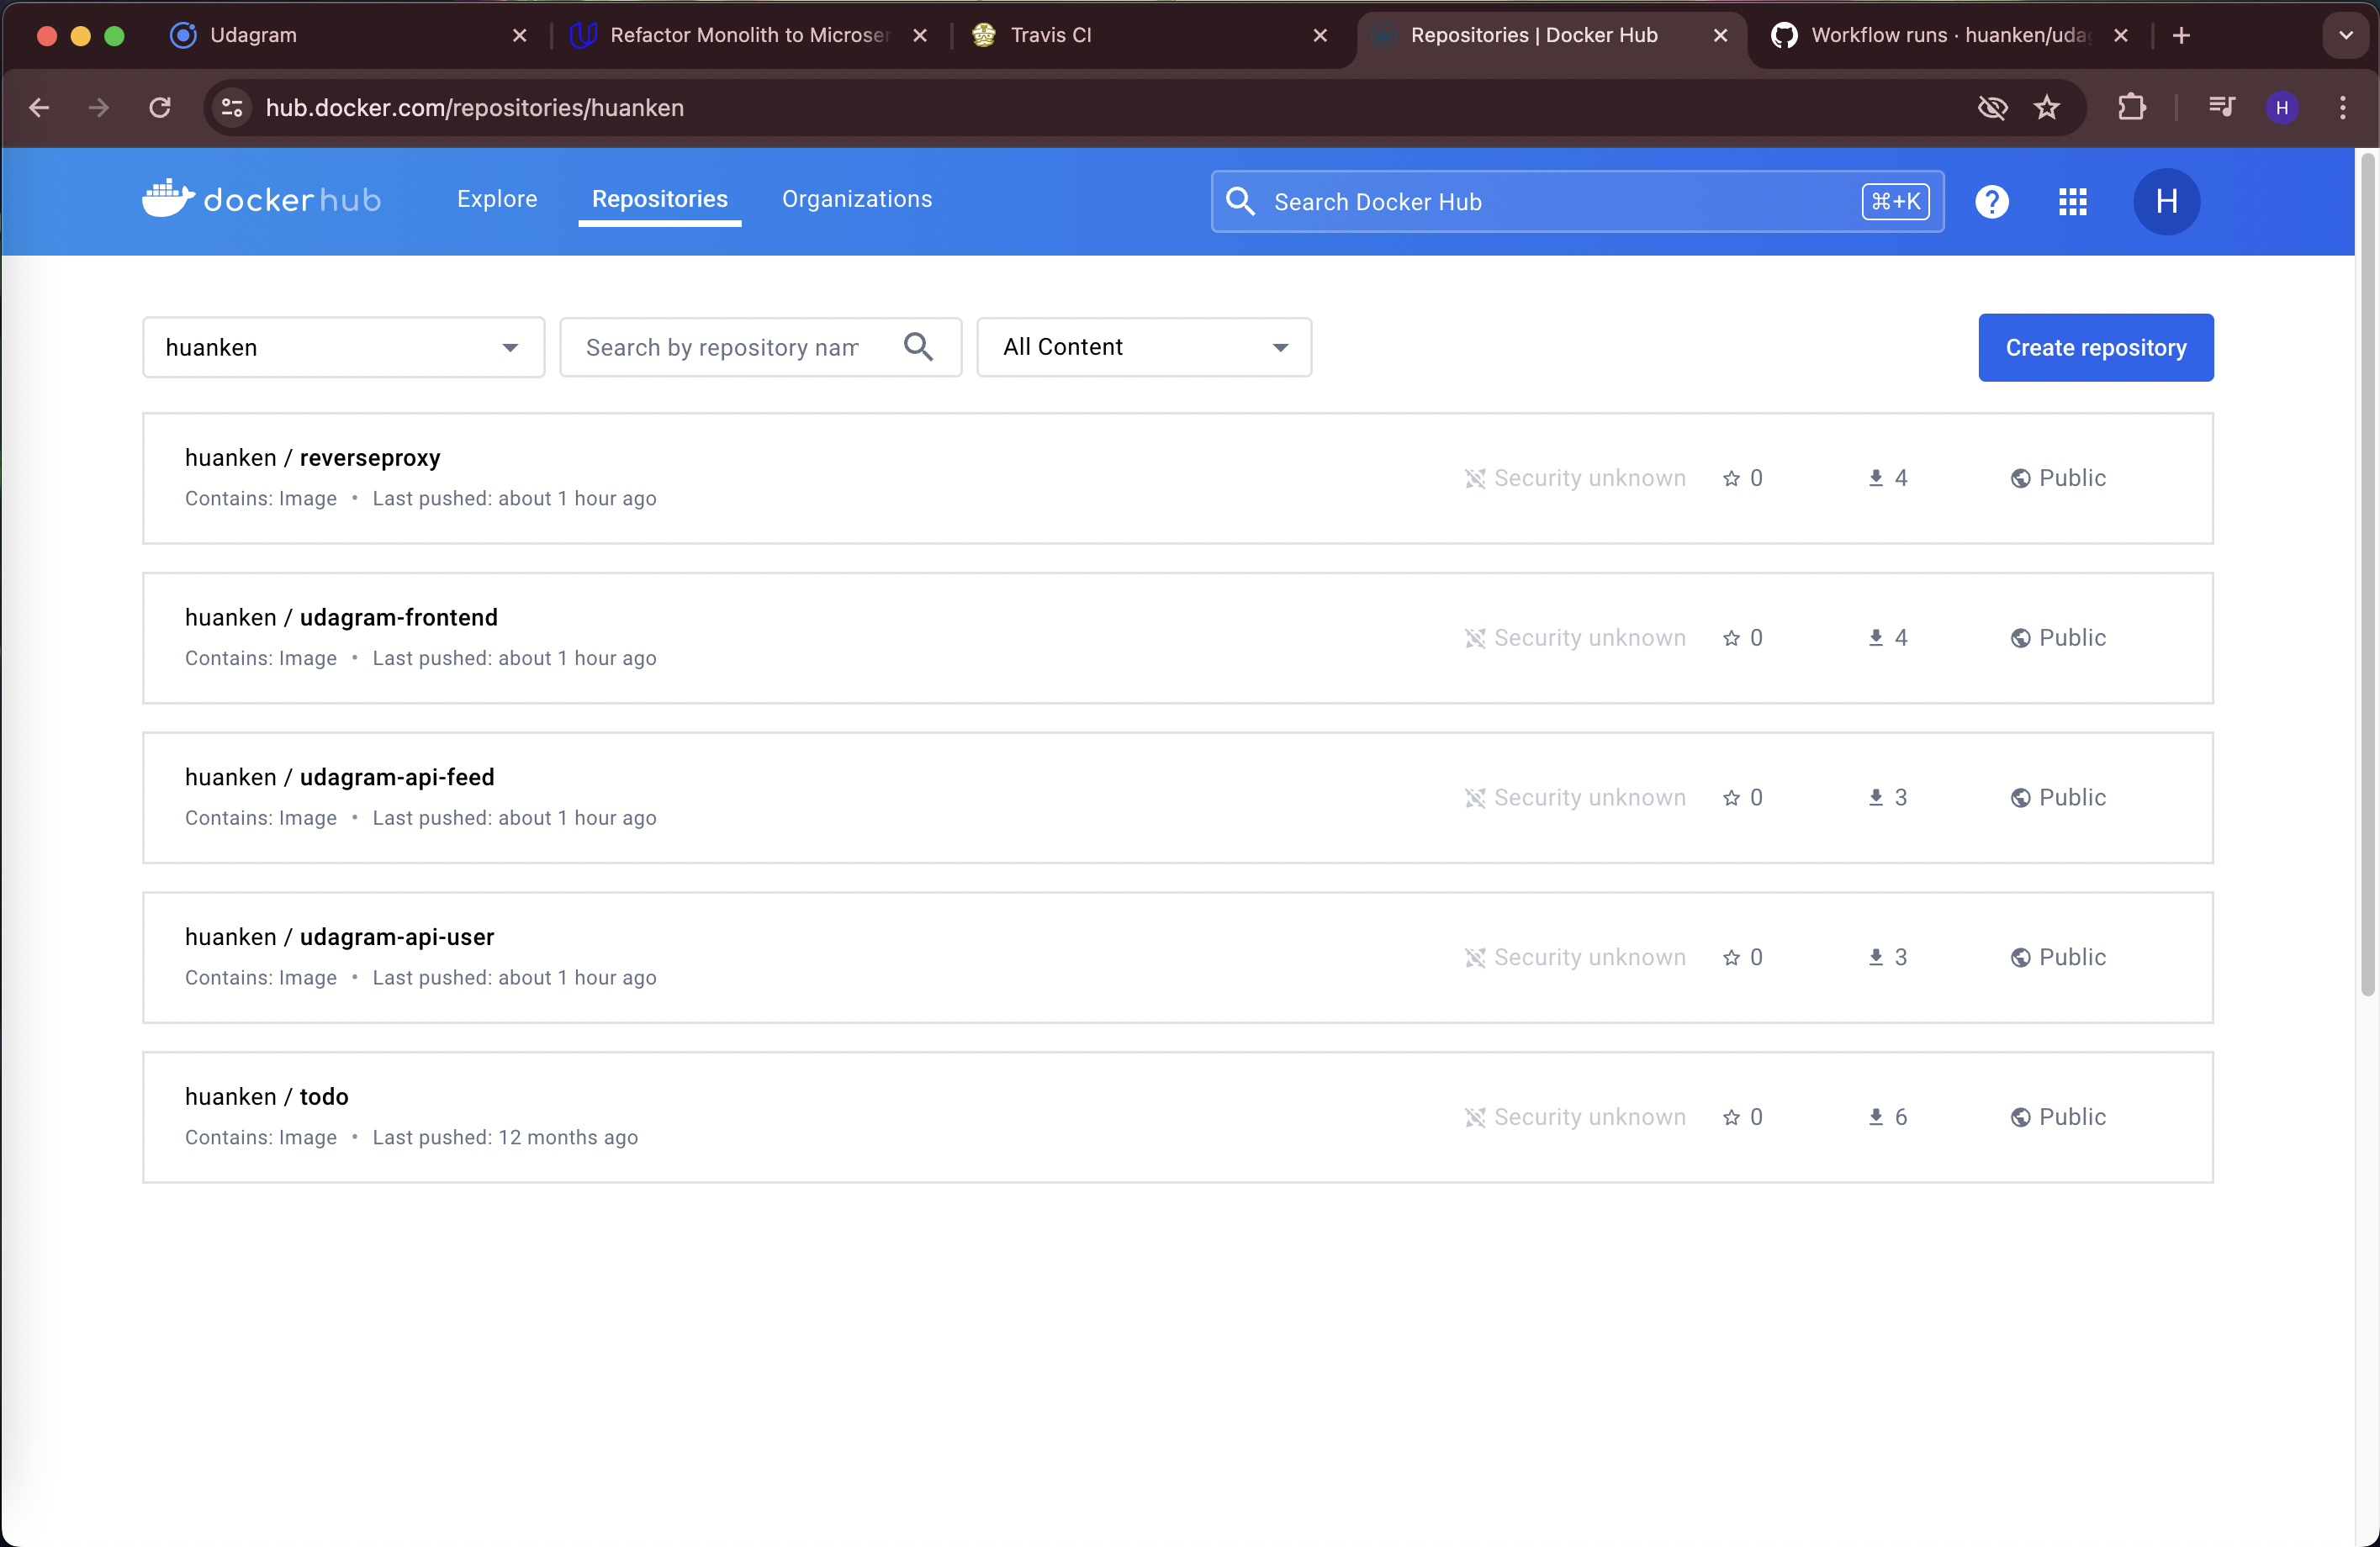 Udagram
Refactor Monolith to Microser
Travis CI
Repositories | Docker Hub
Workflow runs · huanken/udag
hub.docker.com/repositories/huanken
H
dockerhub
Explore
Repositories
Organizations
Search Docker Hub
⌘+K
?
H
huanken
Search by repository nam
All Content
Create repository
huanken / reverseproxy
Contains: Image • Last pushed: about 1 hour ago
Security unknown
0
4
Public
huanken / udagram-frontend
Contains: Image • Last pushed: about 1 hour ago
Security unknown
0
4
Public
huanken / udagram-api-feed
Contains: Image • Last pushed: about 1 hour ago
Security unknown
0
3
Public
huanken / udagram-api-user
Contains: Image • Last pushed: about 1 hour ago
Security unknown
0
3
Public
huanken / todo
Contains: Image • Last pushed: 12 months ago
Security unknown
0
6
Public